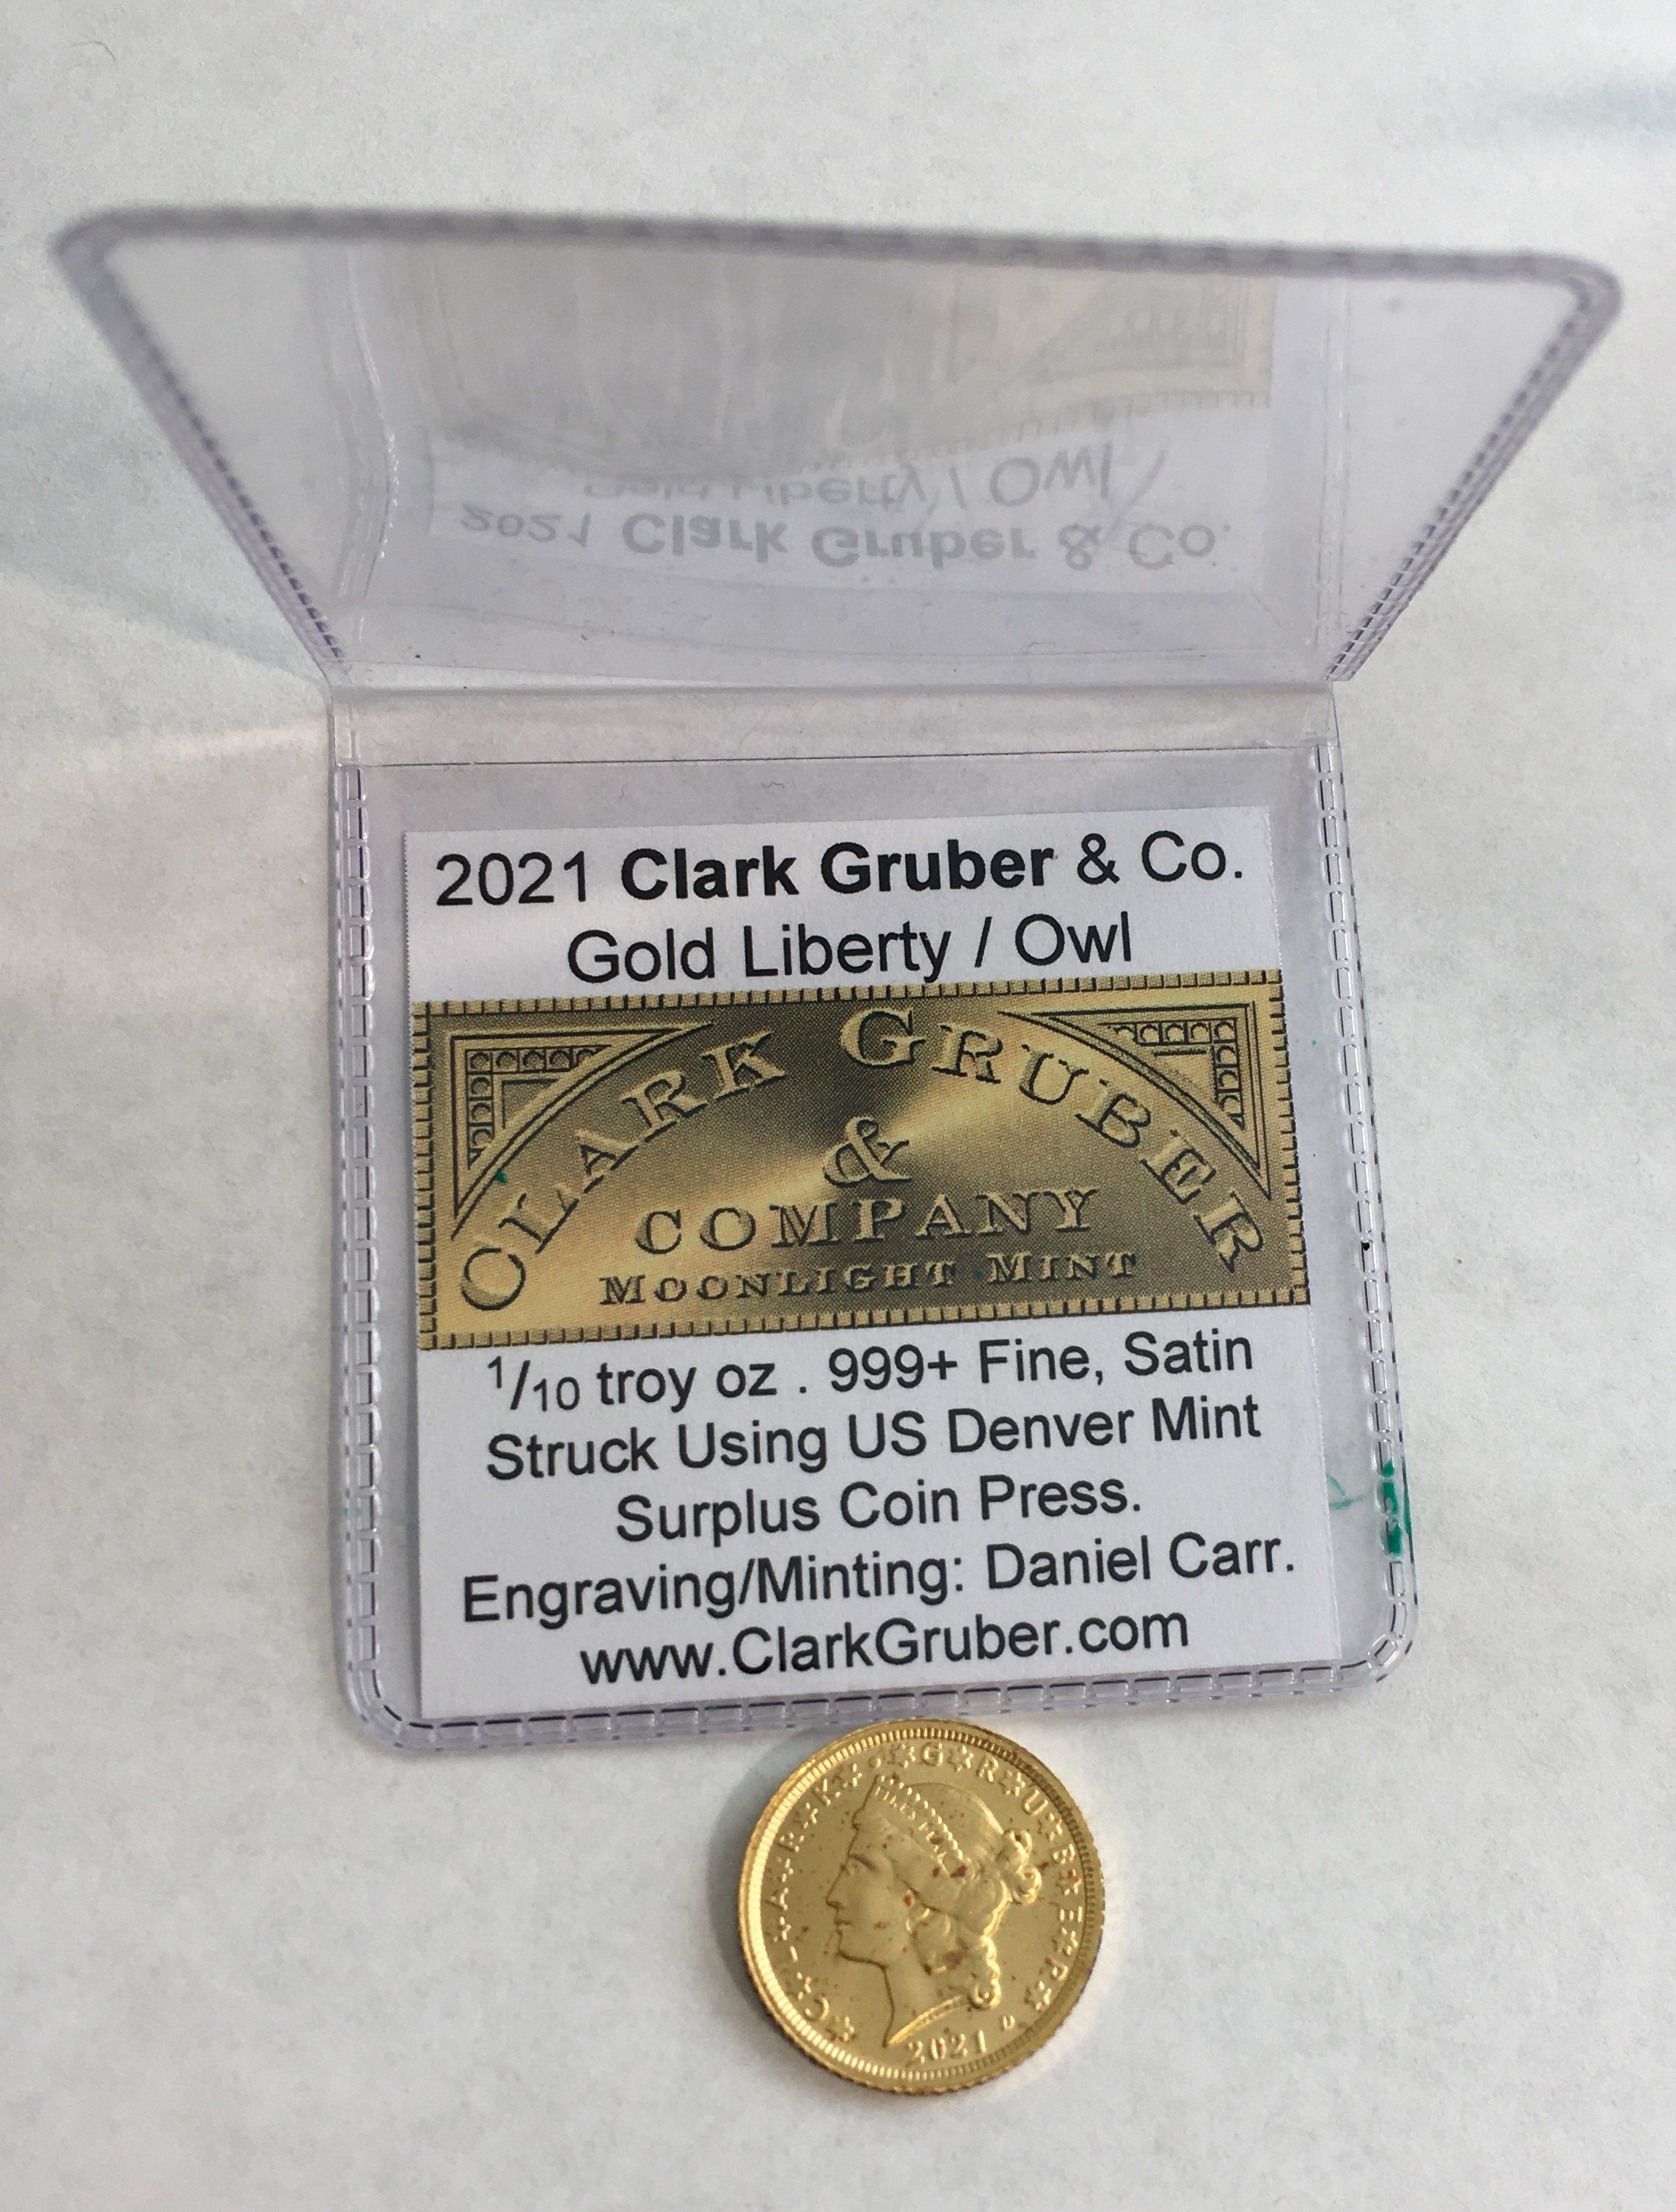 2021 Clark Gruber & Co.
Gold Liberty / Owl
CLARK GRUBER
&
COMPANY
MOONLIGHT MINT
1/10 troy oz . 999+ Fine, Satin
Struck Using US Denver Mint
Surplus Coin Press.
Engraving/Minting: Daniel Carr.
www.ClarkGruber.com
C*L*A*R*K*•*G*R*U*B*E*R*
2021
D